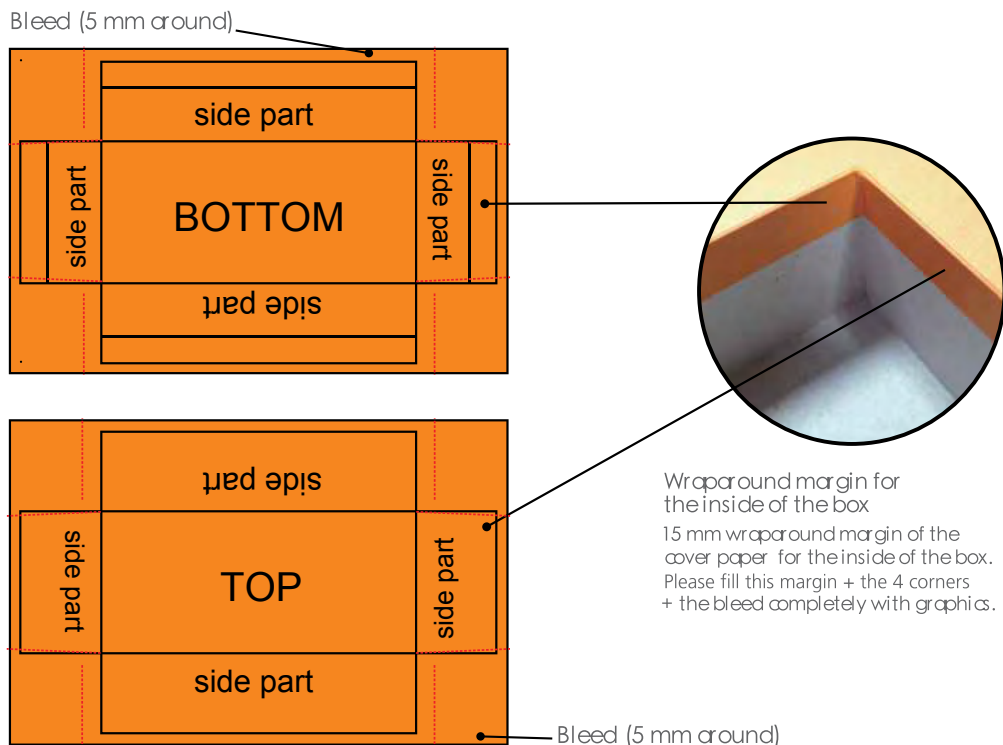 Bleed (5 mm around)
side part
side part
BOTTOM
side part
side part
Wraparound margin for
the inside of the box
15 mm wraparound margin of the
cover paper for the inside of the box.
Please fill this margin + the 4 corners
+ the bleed completely with graphics.
side part
side part
TOP
side part
side part
Bleed (5 mm around)